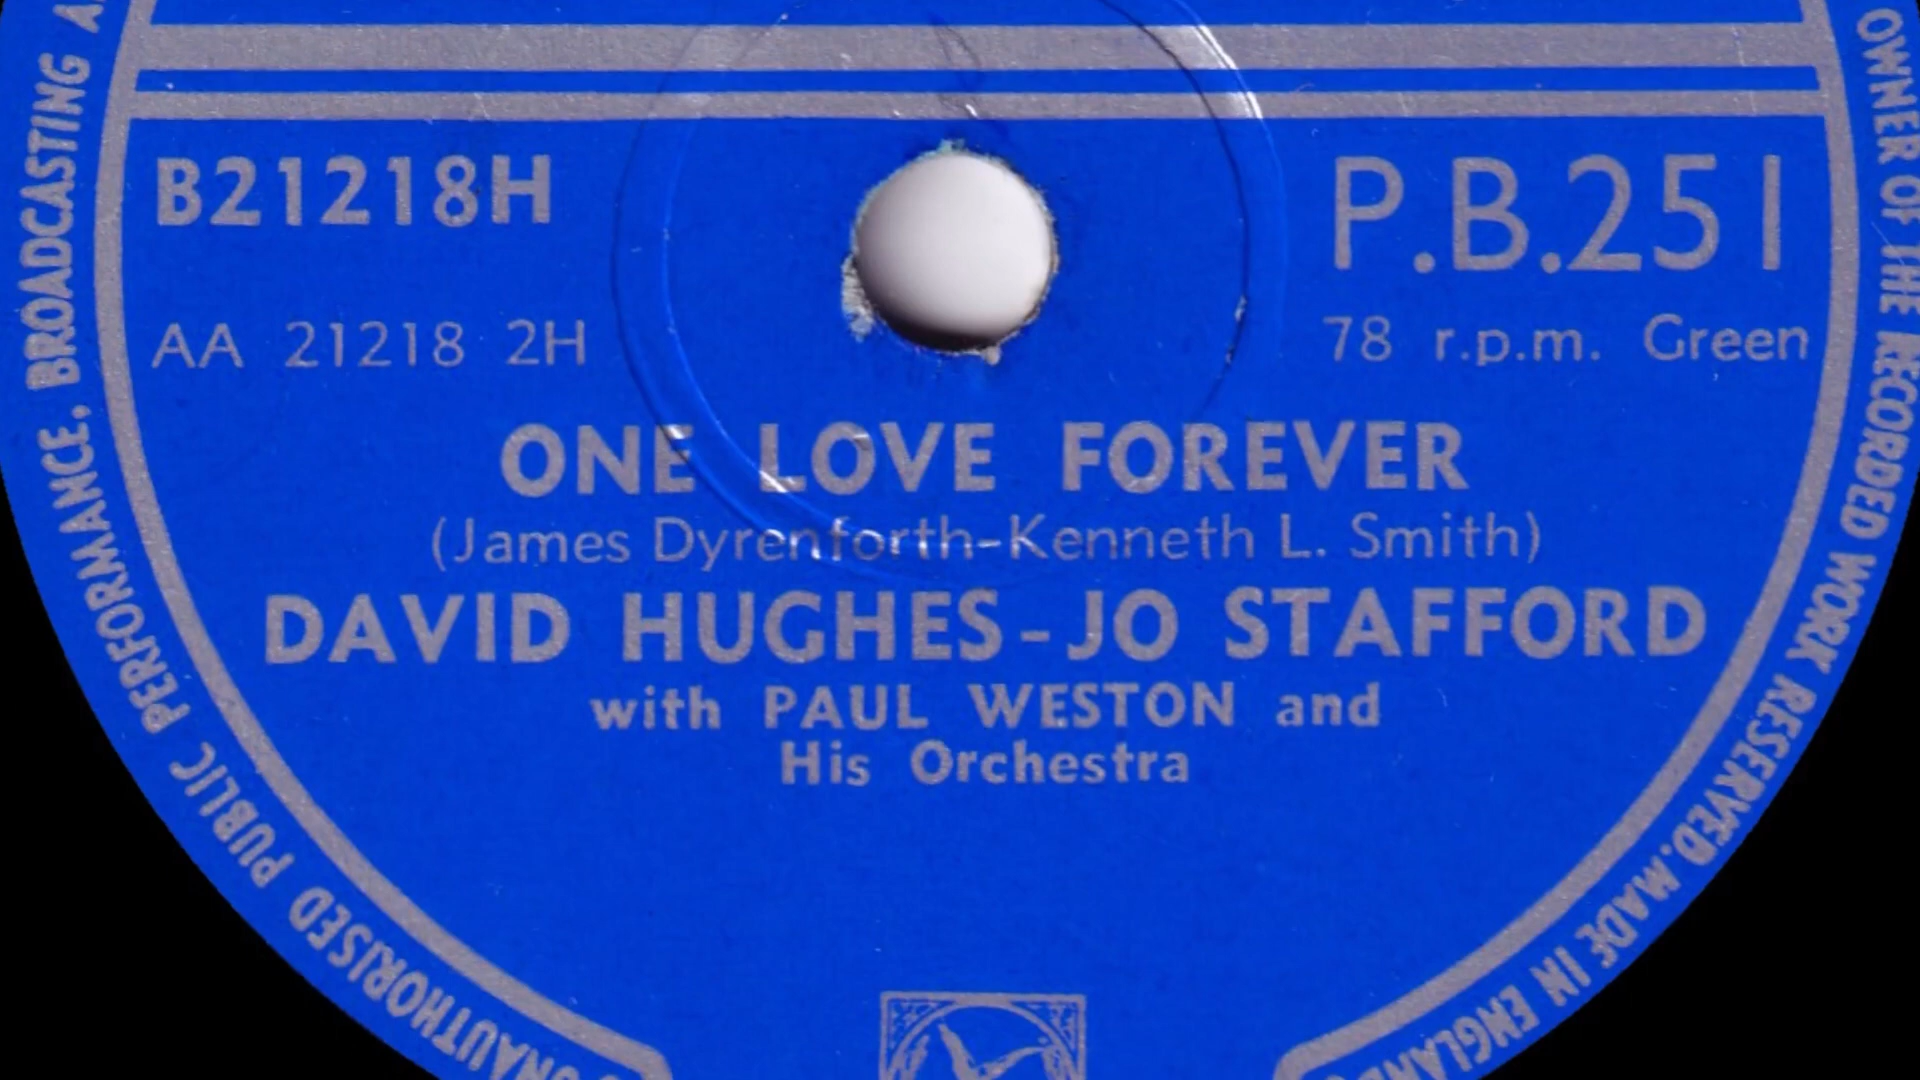 B21218H
P.B.251
AA 21218 2H
78 r.p.m. Green
ONE LOVE FOREVER
(James Dyrenforth-Kenneth L. Smith)
DAVID HUGHES-JO STAFFORD
with PAUL WESTON and
His Orchestra
OWNER OF THE RECORDED WORK RESERVED. MADE IN ENGLAND
UNAUTHORISED PUBLIC PERFORMANCE, BROADCASTING